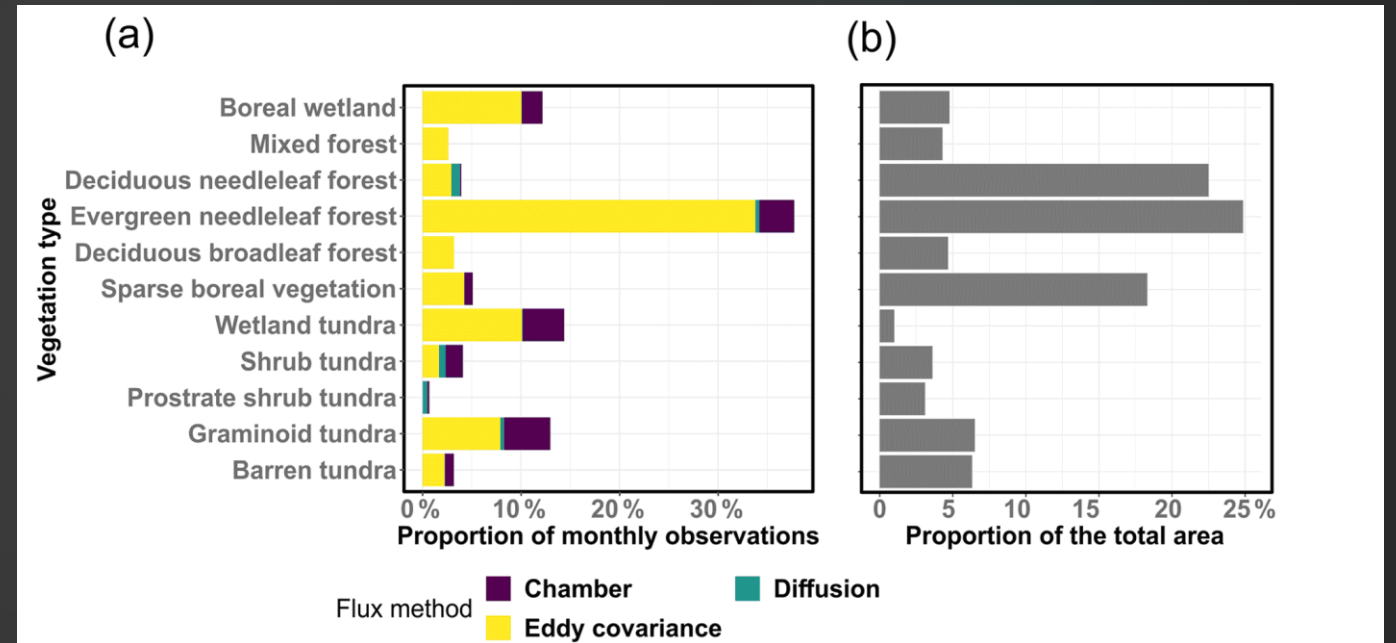 (a)
(b)
Vegetation type
Boreal wetland
Mixed forest
Deciduous needleleaf forest
Evergreen needleleaf forest
Deciduous broadleaf forest
Sparse boreal vegetation
Wetland tundra
Shrub tundra
Prostrate shrub tundra
Graminoid tundra
Barren tundra
0% 10% 20% 30%
Proportion of monthly observations
0 5 10 15 20 25%
Proportion of the total area
Flux method
Chamber Diffusion
Eddy covariance